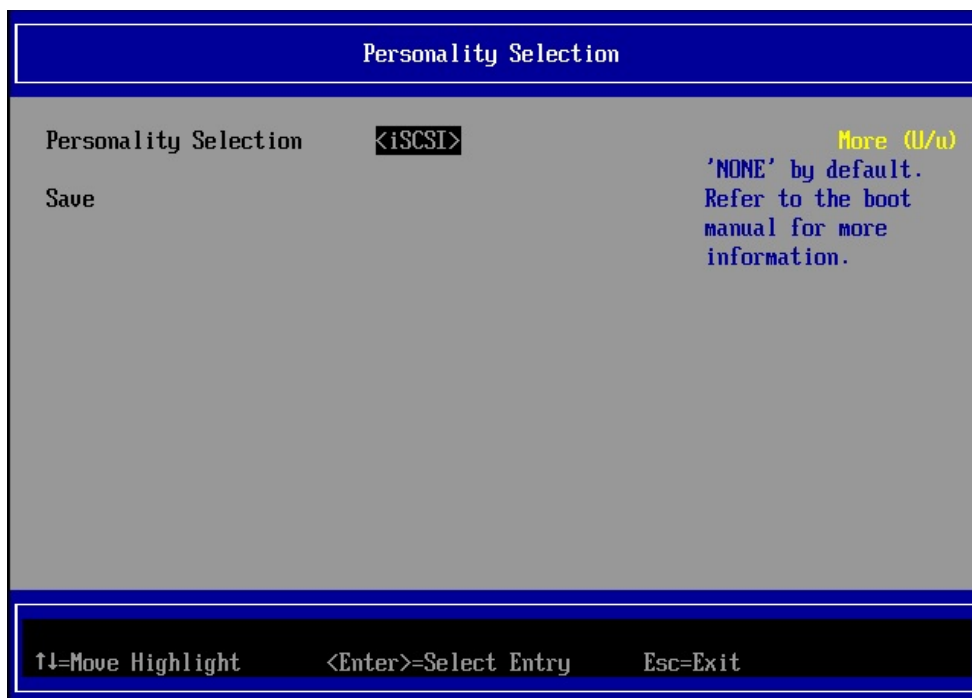 Personality Selection
Personality Selection <iSCSI> More (U/u)
'NONE' by default.
Save Refer to the boot
manual for more
information.
↑↓=Move Highlight <Enter>=Select Entry Esc=Exit